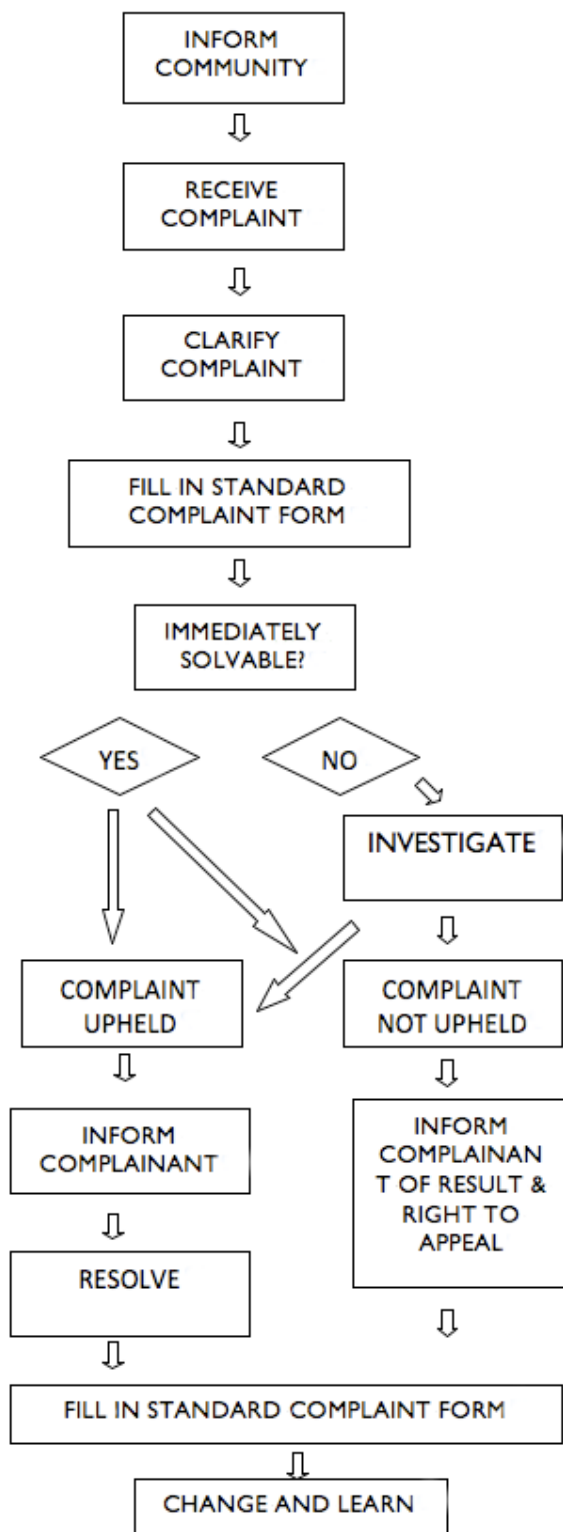 INFORM
COMMUNITY
RECEIVE
COMPLAINT
CLARIFY
COMPLAINT
FILL IN STANDARD
COMPLAINT FORM
IMMEDIATELY
SOLVABLE?
YES
NO
INVESTIGATE
COMPLAINT
UPHELD
COMPLAINT
NOT UPHELD
INFORM
COMPLAINANT
INFORM
COMPLAINAN
T OF RESULT &
RIGHT TO
APPEAL
RESOLVE
FILL IN STANDARD COMPLAINT FORM
CHANGE AND LEARN